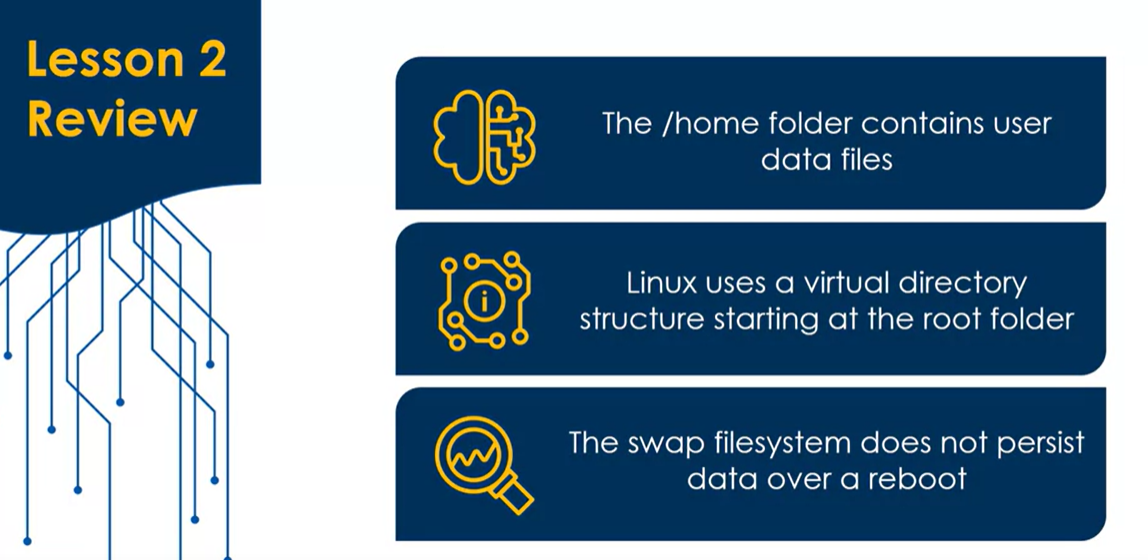 Lesson 2
Review
The /home folder contains user
data files
i
Linux uses a virtual directory
structure starting at the root folder
The swap filesystem does not persist
data over a reboot